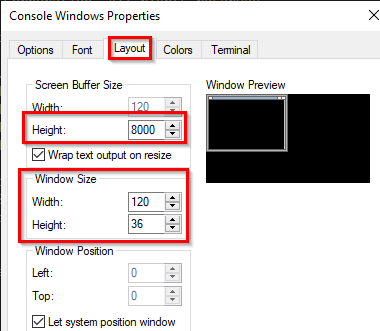 Console Windows Properties
Options Font Layout Colors Terminal
Screen Buffer Size
Width: 120
Height: 8000
Wrap text output on resize
Window Size
Width: 120
Height: 36
Window Position
Left: 0
Top: 0
Let system position window
Window Preview